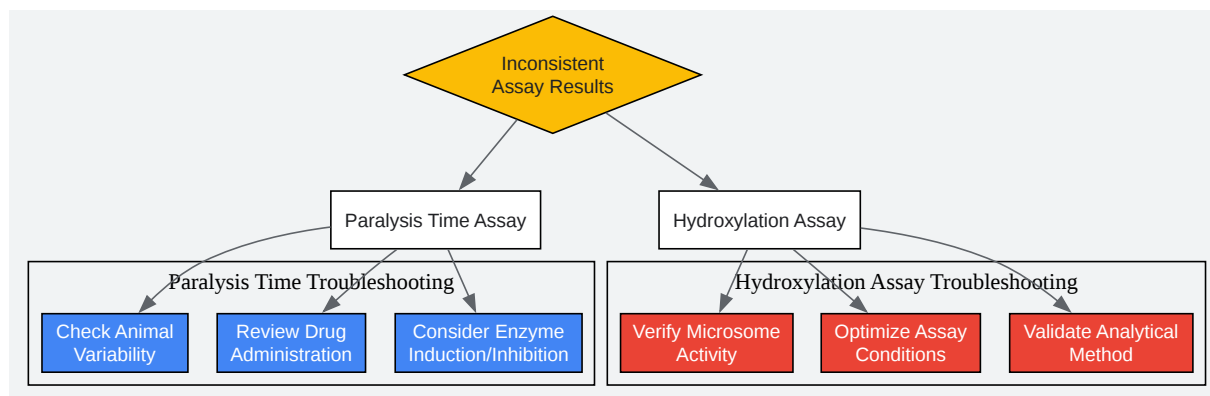 Inconsistent
Assay Results
Paralysis Time Assay
Hydroxylation Assay
Paralysis Time Troubleshooting
Hydroxylation Assay Troubleshooting
Check Animal
Variability
Review Drug
Administration
Consider Enzyme
Induction/Inhibition
Verify Microsome
Activity
Optimize Assay
Conditions
Validate Analytical
Method